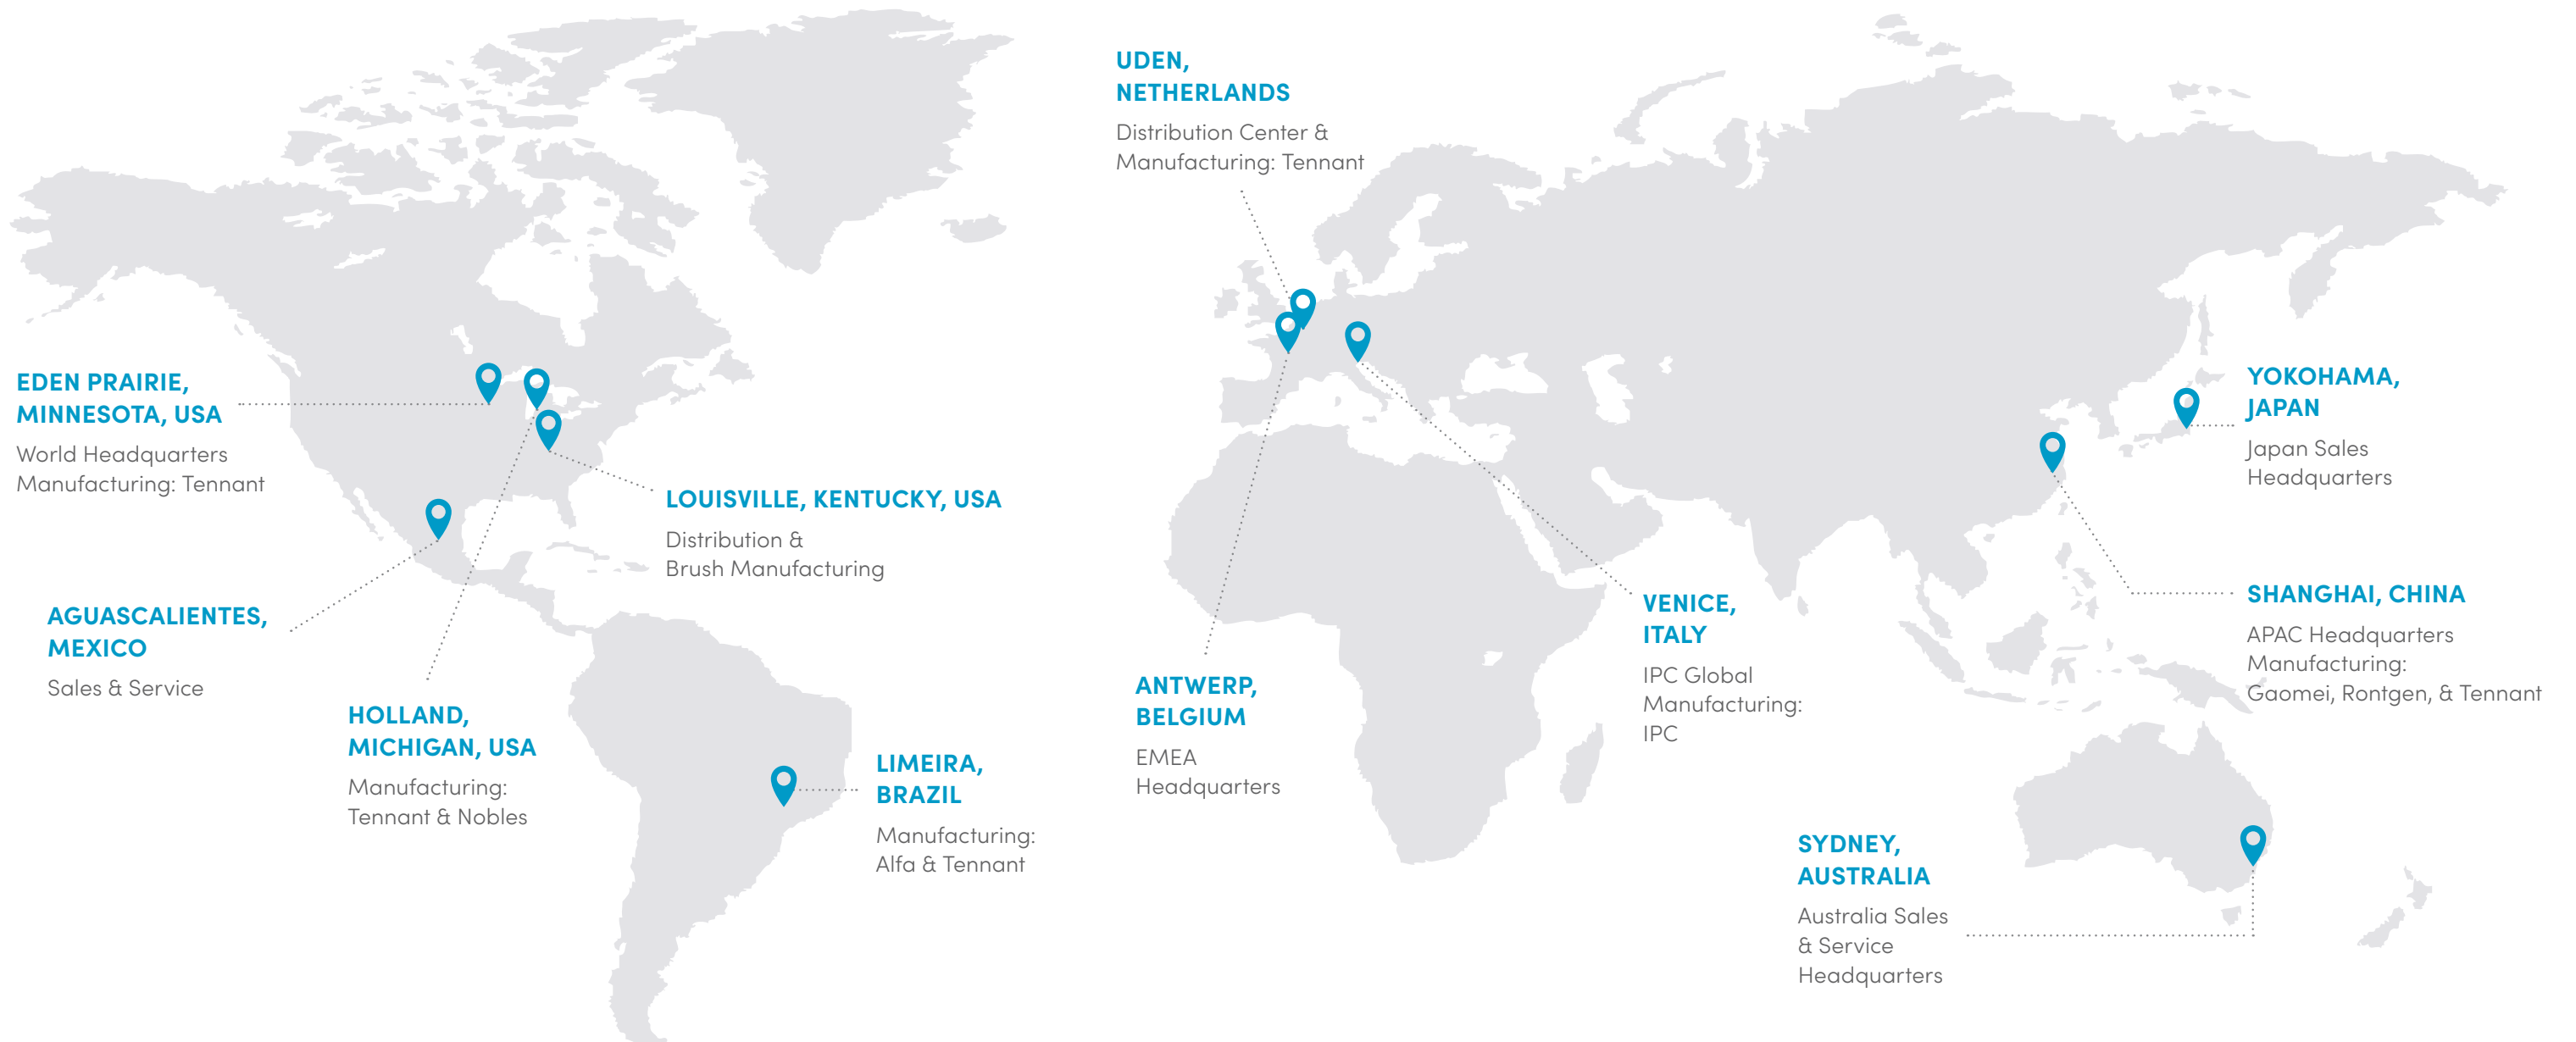 EDEN PRAIRIE,
MINNESOTA, USA
World Headquarters
Manufacturing: Tennant
AGUASCALIENTES,
MEXICO
Sales & Service
HOLLAND,
MICHIGAN, USA
Manufacturing:
Tennant & Nobles
LOUISVILLE, KENTUCKY, USA
Distribution &
Brush Manufacturing
LIMEIRA,
BRAZIL
Manufacturing:
Alfa & Tennant
UDEN,
NETHERLANDS
Distribution Center &
Manufacturing: Tennant
ANTWERP,
BELGIUM
EMEA
Headquarters
VENICE,
ITALY
IPC Global
Manufacturing:
IPC
YOKOHAMA,
JAPAN
Japan Sales
Headquarters
SHANGHAI, CHINA
APAC Headquarters
Manufacturing:
Gaomei, Rontgen, & Tennant
SYDNEY,
AUSTRALIA
Australia Sales
& Service
Headquarters